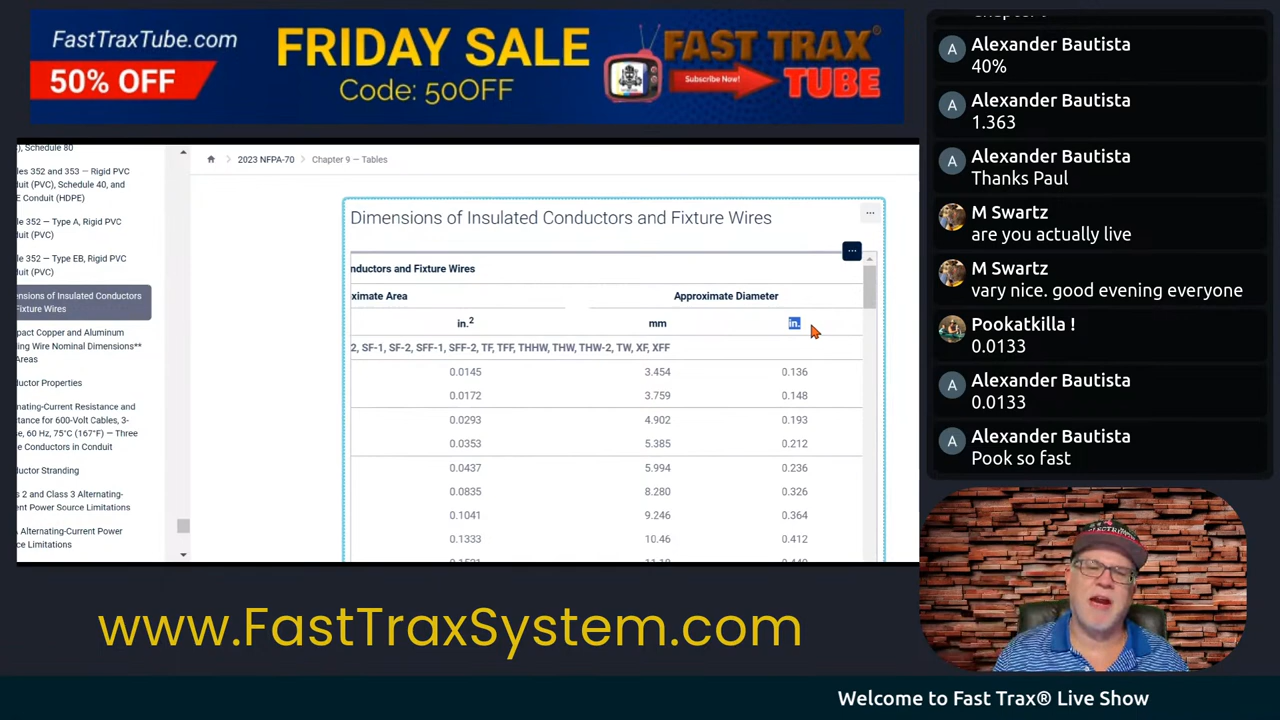 FastTraxTube.com
50% OFF
FRIDAY SALE
Code: 50OFF
FAST TRAX®
Subscribe Now!
TUBE
, Schedule 80
les 352 and 353 — Rigid PVC
duit (PVC), Schedule 40, and
E Conduit (HDPE)
le 352 — Type A, Rigid PVC
duit (PVC)
le 352 — Type EB, Rigid PVC
duit (PVC)
ensions of Insulated Conductors
Fixture Wires
pact Copper and Aluminum
ing Wire Nominal Dimensions**
Areas
ductor Properties
nating-Current Resistance and
tance for 600-Volt Cables, 3-
se, 60 Hz, 75°C (167°F) — Three
e Conductors in Conduit
ductor Stranding
s 2 and Class 3 Alternating-
ent Power Source Limitations
Alternating-Current Power
ce Limitations
2023 NFPA-70 > Chapter 9 — Tables
Dimensions of Insulated Conductors and Fixture Wires
nductors and Fixture Wires
ximate Area Approximate Diameter
in.2 mm in.
2, SF-1, SF-2, SFF-1, SFF-2, TF, TFF, THHW, THW, THW-2, TW, XF, XFF
0.0145 3.454 0.136
0.0172 3.759 0.148
0.0293 4.902 0.193
0.0353 5.385 0.212
0.0437 5.994 0.236
0.0835 8.280 0.326
0.1041 9.246 0.364
0.1333 10.46 0.412
A Alexander Bautista
40%
A Alexander Bautista
1.363
A Alexander Bautista
Thanks Paul
M Swartz
are you actually live
M Swartz
vary nice. good evening everyone
Pookatkilla !
0.0133
A Alexander Bautista
0.0133
A Alexander Bautista
Pook so fast
www.FastTraxSystem.com
Welcome to Fast Trax® Live Show